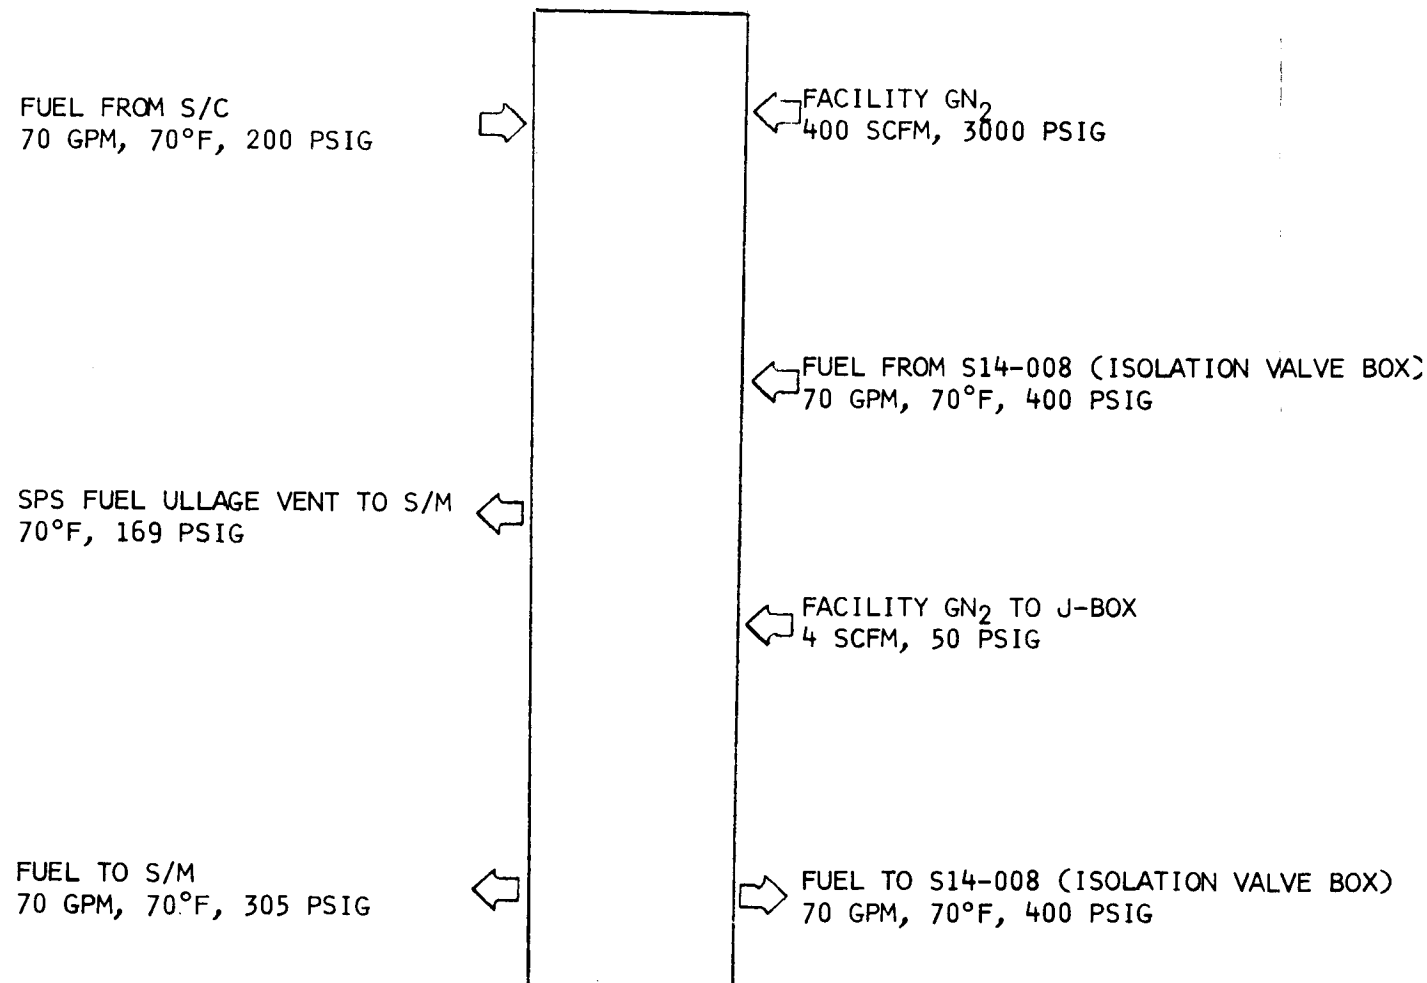 FUEL FROM S/C
70 GPM, 70°F, 200 PSIG
FACILITY GN₂
400 SCFM, 3000 PSIG
FUEL FROM S14-008 (ISOLATION VALVE BOX)
70 GPM, 70°F, 400 PSIG
SPS FUEL ULLAGE VENT TO S/M
70°F, 169 PSIG
FACILITY GN₂ TO J-BOX
4 SCFM, 50 PSIG
FUEL TO S/M
70 GPM, 70°F, 305 PSIG
FUEL TO S14-008 (ISOLATION VALVE BOX)
70 GPM, 70°F, 400 PSIG